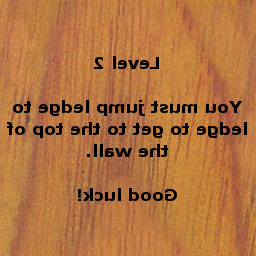 Level 2
You must jump ledge to
ledge to get to the top of
the wall.
Good luck!